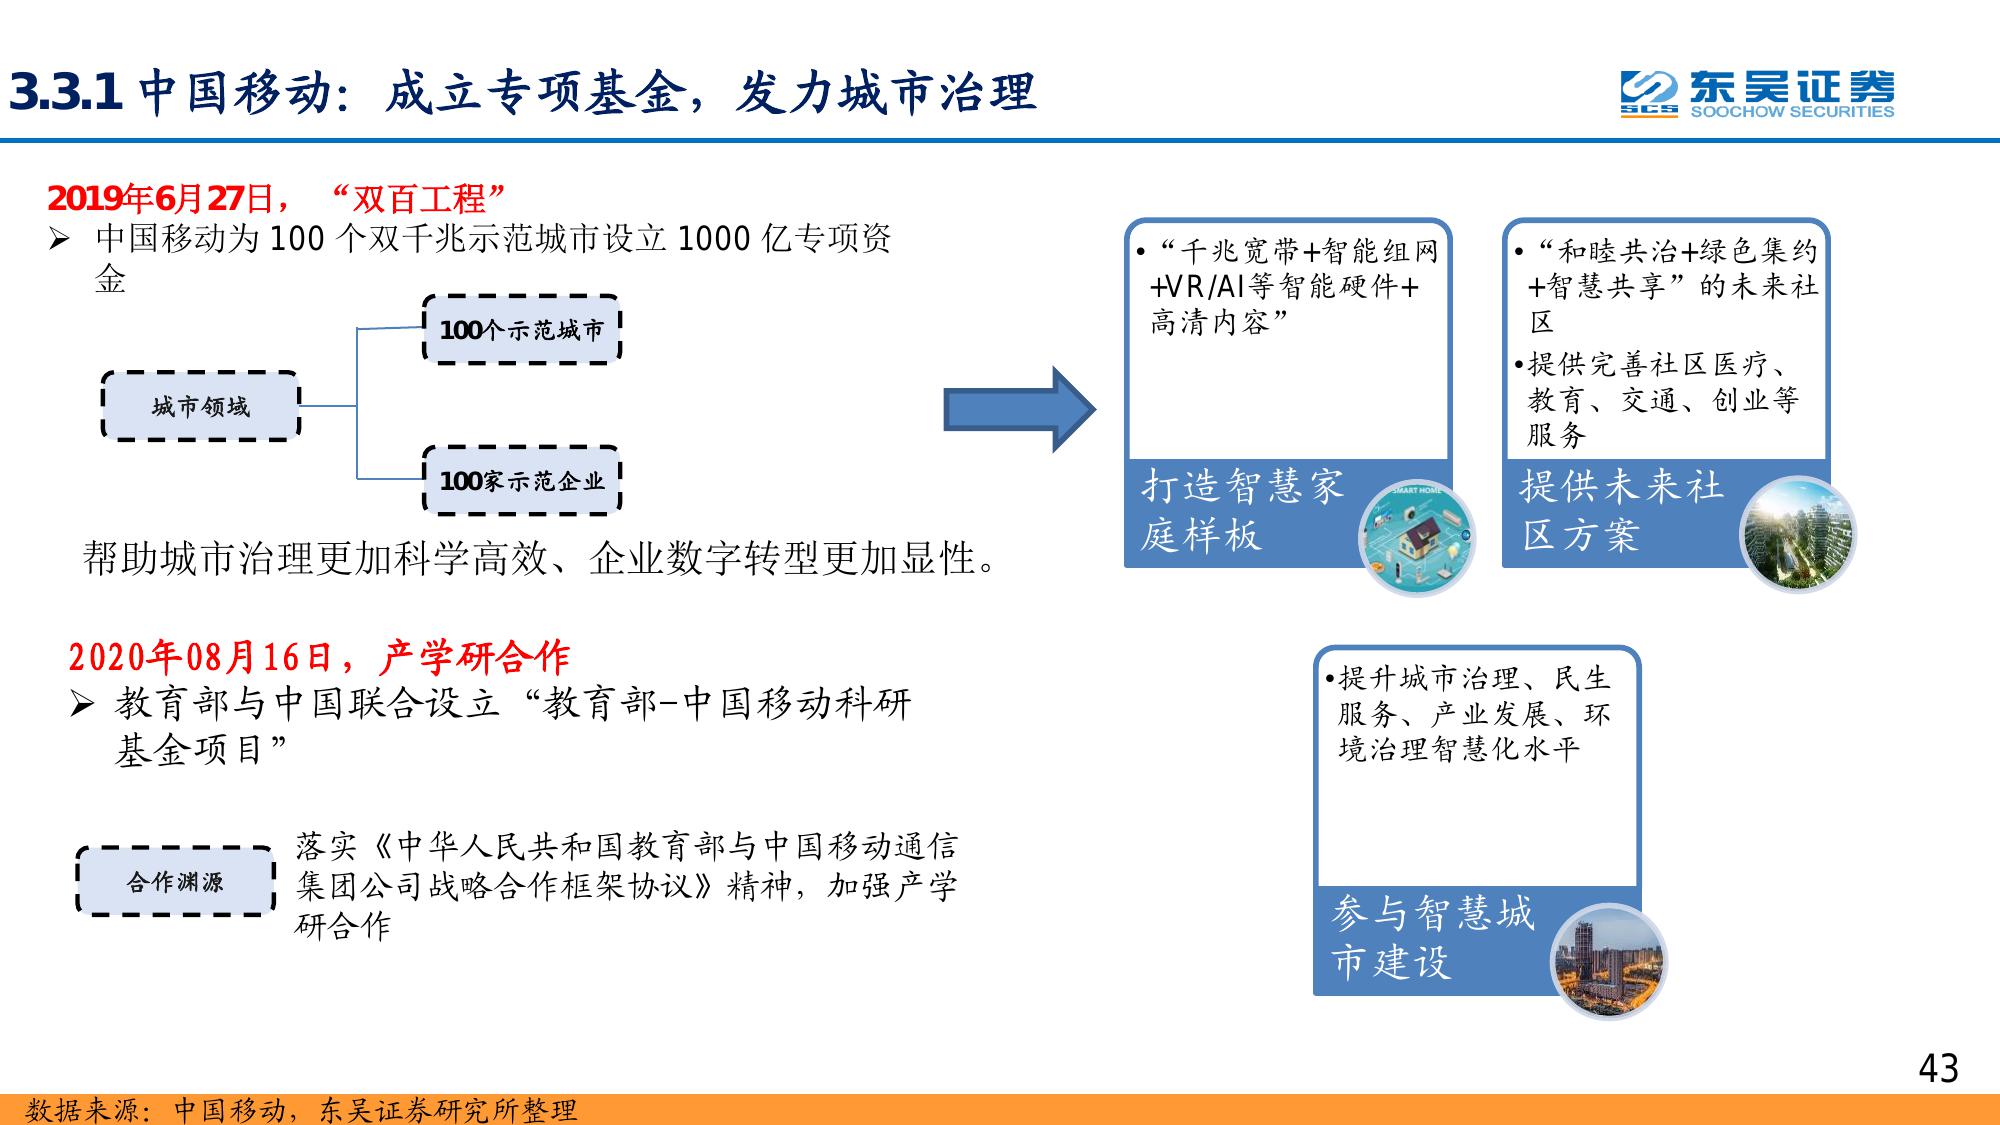 3.3.1 中国移动：成立专项基金，发力城市治理
SCS
东吴证券
SOOCHOW SECURITIES
2019年6月27日， “双百工程”
➢ 中国移动为 100 个双千兆示范城市设立 1000 亿专项资
金
100个示范城市
城市领域
100家示范企业
帮助城市治理更加科学高效、企业数字转型更加显性。
2020年08月16日，产学研合作
➢ 教育部与中国联合设立“教育部-中国移动科研
基金项目”
合作渊源
落实《中华人民共和国教育部与中国移动通信
集团公司战略合作框架协议》精神，加强产学
研合作
•“千兆宽带+智能组网
+VR/AI等智能硬件+
高清内容”
打造智慧家
庭样板
SMART HOME
•“和睦共治+绿色集约
+智慧共享”的未来社
区
•提供完善社区医疗、
教育、交通、创业等
服务
提供未来社
区方案
•提升城市治理、民生
服务、产业发展、环
境治理智慧化水平
参与智慧城
市建设
43
数据来源：中国移动，东吴证券研究所整理